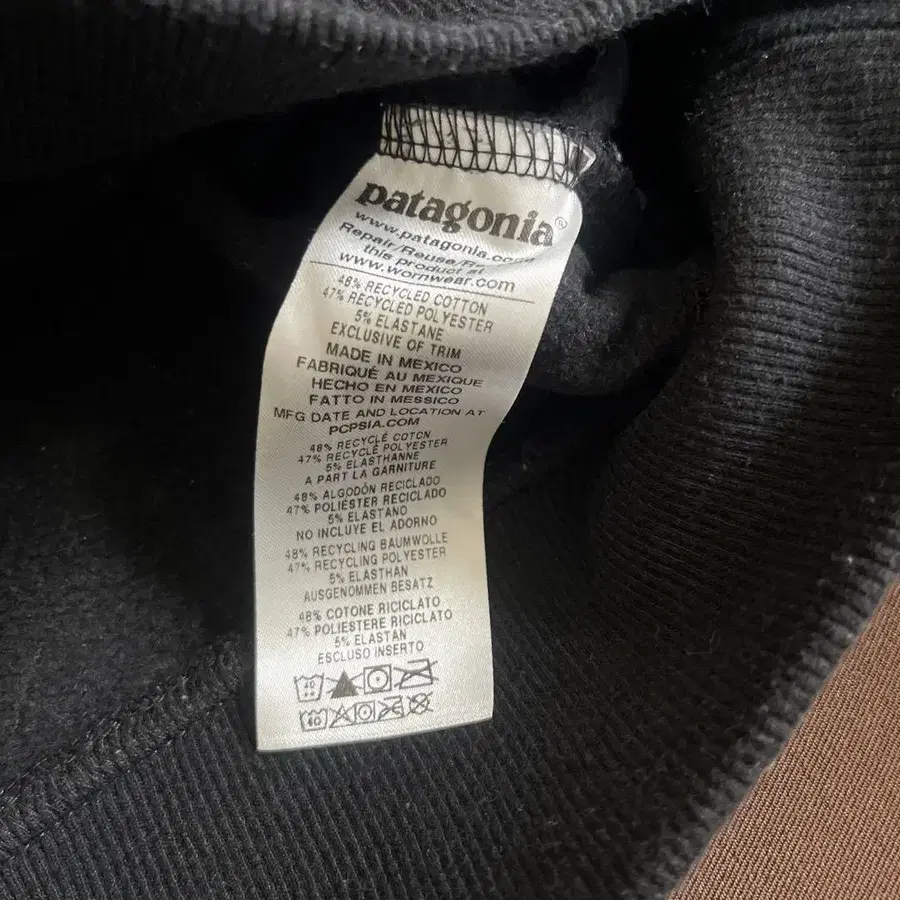 patagonia®
www.patagonia.com
Repair/Reuse/Re
this product at
www.wornwear.com
48% RECYCLED COTTON
47% RECYCLED POLYESTER
5% ELASTANE
EXCLUSIVE OF TRIM
MADE IN MEXICO
FABRIQUÉ AU MEXIQUE
HECHO EN MEXICO
FATTO IN MESSICO
MFG DATE AND LOCATION AT
PCPSIA.COM
48% RECYCLÉ COTON
47% RECYCLÉ POLYESTER
5% ELASTHANNE
A PART LA GARNITURE
48% ALGODÓN RECICLADO
47% POLIÉSTER RECICLADO
5% ELASTANO
NO INCLUYE EL ADORNO
48% RECYCLING BAUMWOLLE
47% RECYCLING POLYESTER
5% ELASTHAN
AUSGENOMMEN BESATZ
48% COTONE RICICLATO
47% POLIESTERE RICICLATO
5% ELASTAN
ESCLUSO INSERTO
40
40